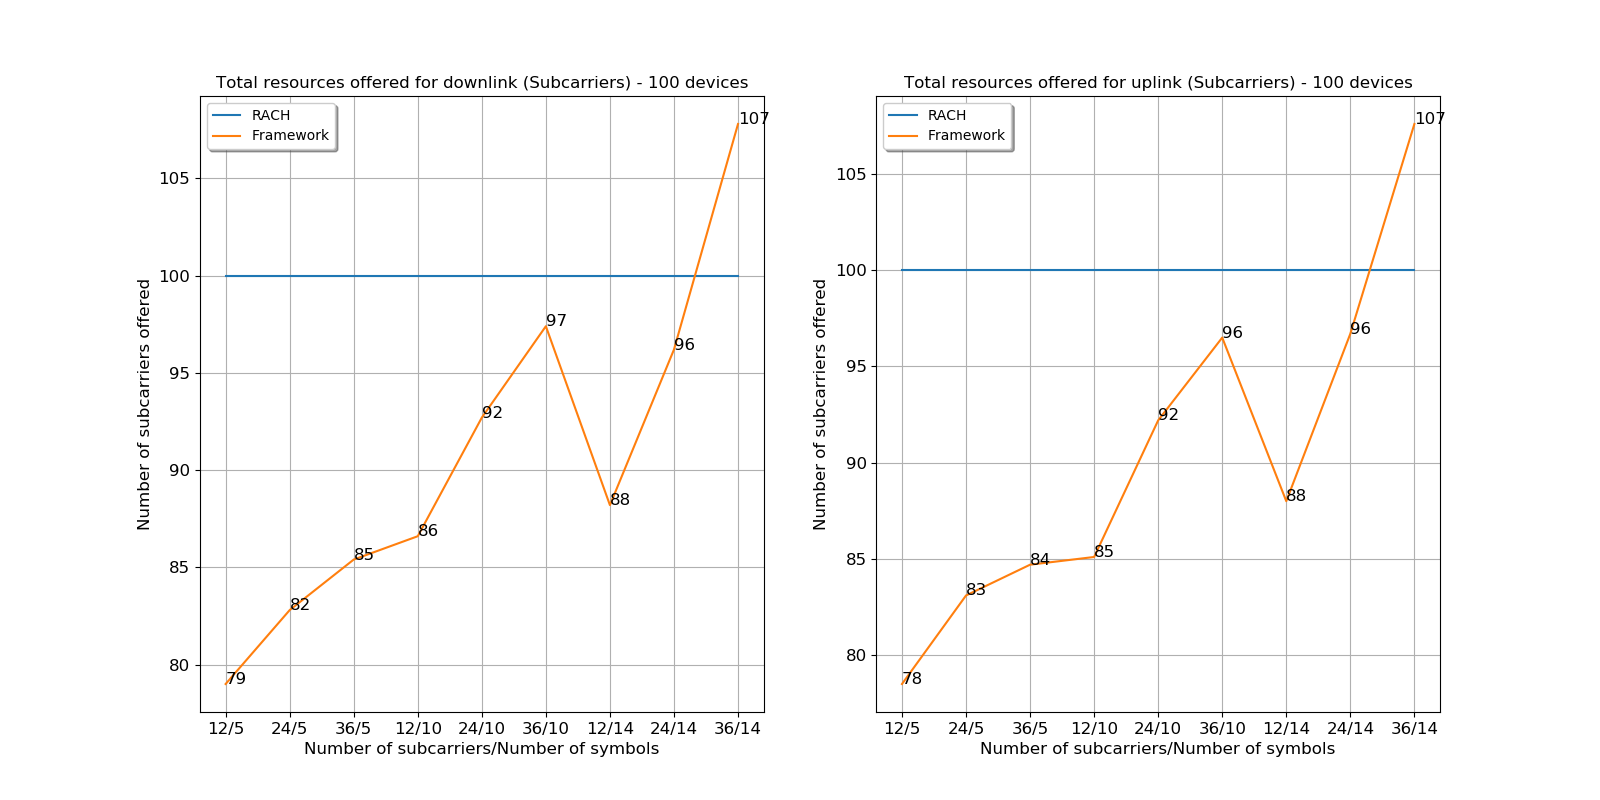 Total resources offered for downlink (Subcarriers) - 100 devices
RACH
Framework
107
105
100
97
96
95
92
90
88
86
85
85
82
80
79
12/5 24/5 36/5 12/10 24/10 36/10 12/14 24/14 36/14
Number of subcarriers/Number of symbols
Number of subcarriers offered
Total resources offered for uplink (Subcarriers) - 100 devices
RACH
Framework
107
105
100
96
96
95
92
90
88
85
85
84
83
80
78
12/5 24/5 36/5 12/10 24/10 36/10 12/14 24/14 36/14
Number of subcarriers/Number of symbols
Number of subcarriers offered